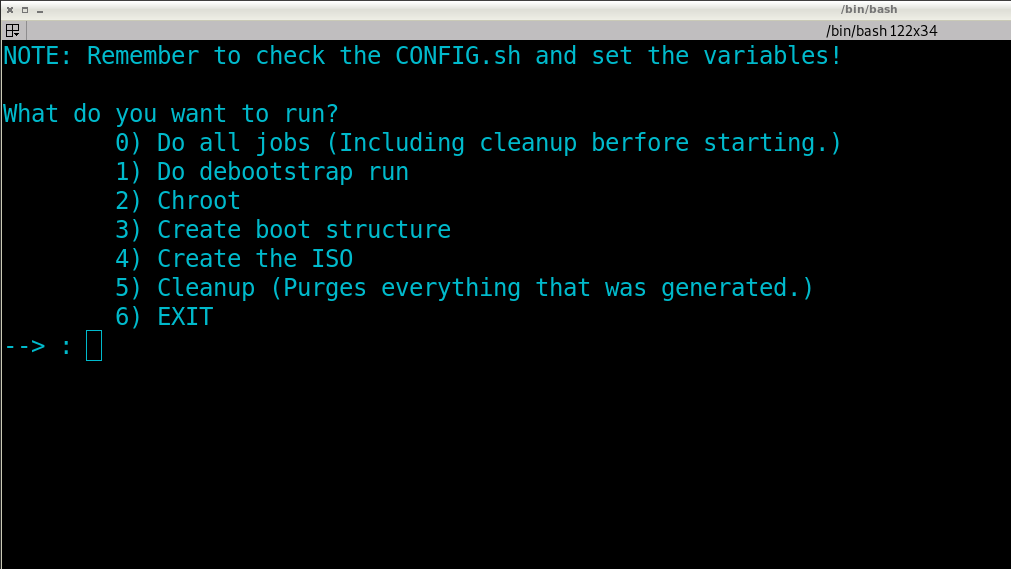 /bin/bash
/bin/bash 122x34
NOTE: Remember to check the CONFIG.sh and set the variables!
What do you want to run?
0) Do all jobs (Including cleanup berfore starting.)
1) Do debootstrap run
2) Chroot
3) Create boot structure
4) Create the ISO
5) Cleanup (Purges everything that was generated.)
6) EXIT
--> :